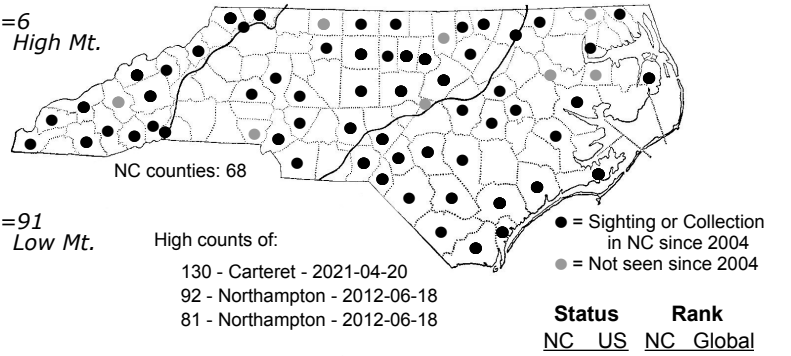 =6
High Mt.
NC counties: 68
=91
Low Mt.
High counts of:
130 - Carteret - 2021-04-20
92 - Northampton - 2012-06-18
81 - Northampton - 2012-06-18
= Sighting or Collection
in NC since 2004
= Not seen since 2004
Status Rank
NC US NC Global